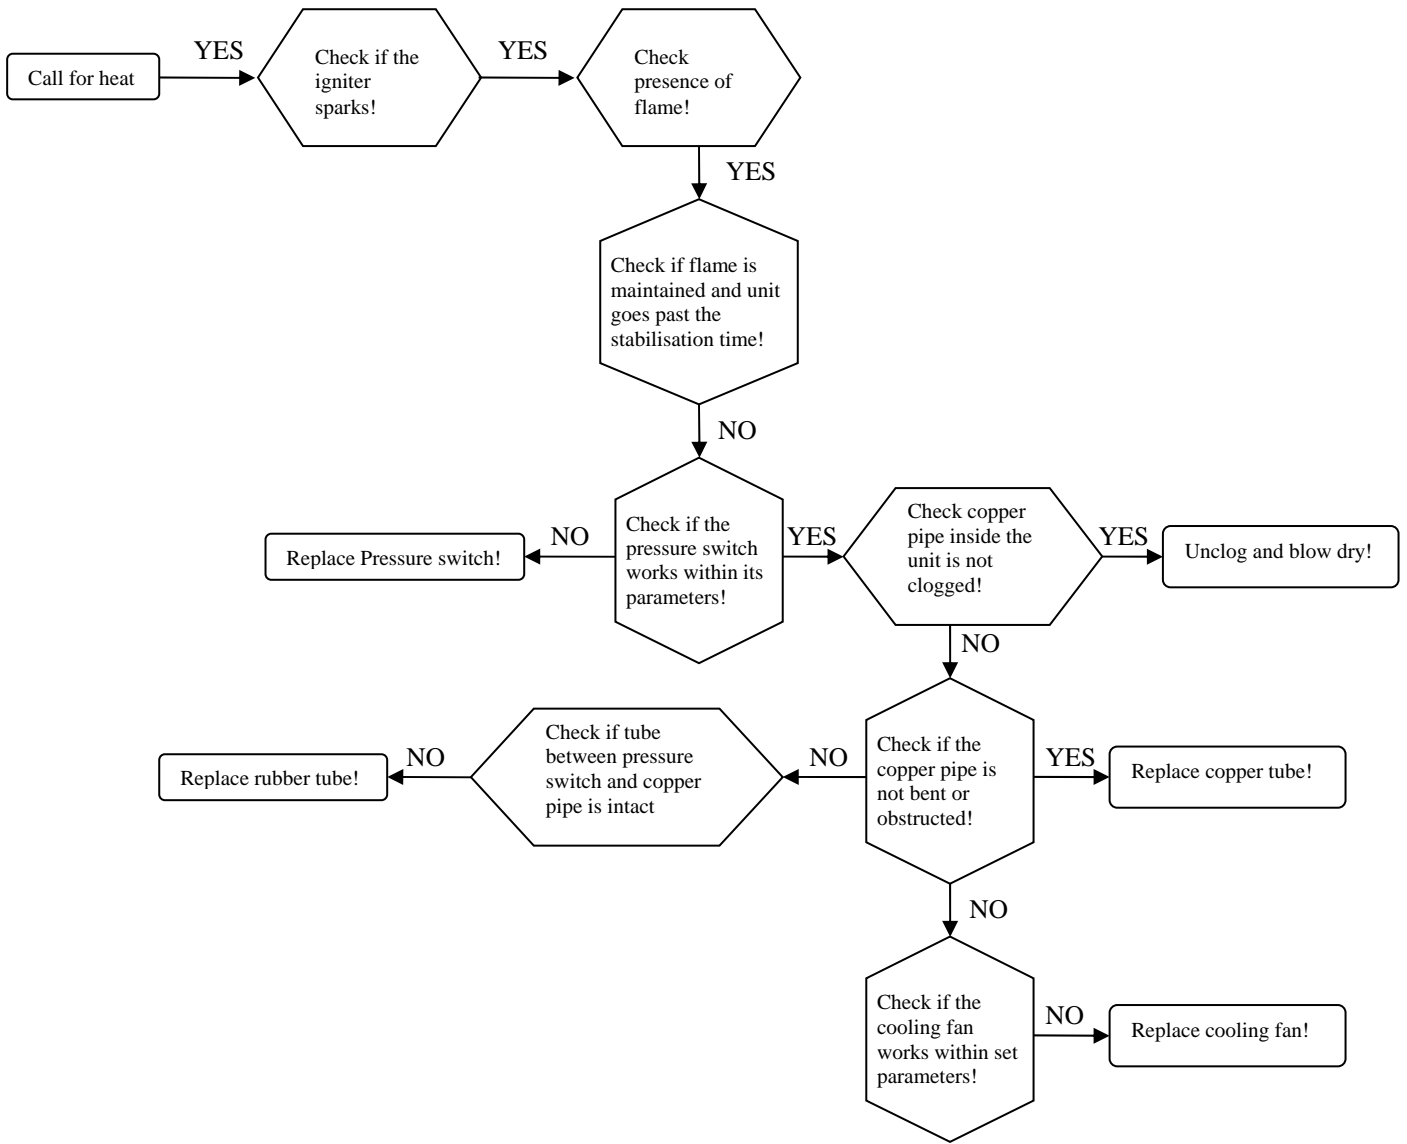 Call for heat
YES
Check if the
igniter
sparks!
YES
Check
presence of
flame!
YES
Check if flame is
maintained and unit
goes past the
stabilisation time!
NO
Replace Pressure switch!
NO
Check if the
pressure switch
works within its
parameters!
YES
Check copper
pipe inside the
unit is not
clogged!
YES
Unclog and blow dry!
NO
Replace rubber tube!
NO
Check if tube
between pressure
switch and copper
pipe is intact
NO
Check if the
copper pipe is
not bent or
obstructed!
YES
Replace copper tube!
NO
Check if the
cooling fan
works within set
parameters!
NO
Replace cooling fan!